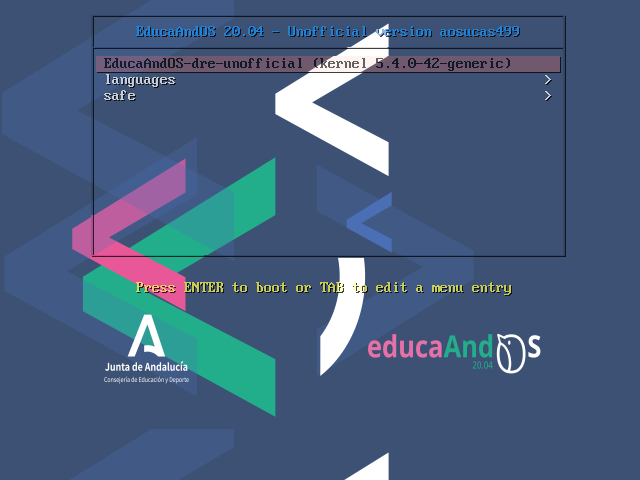 EducaAndOS 20.04 - Unofficial version aosucas499
EducaAndOS-dre-unofficial (kernel 5.4.0-42-generic)
languages >
safe >
Press ENTER to boot or TAB to edit a menu entry
Junta de Andalucía
Consejería de Educación y Deporte
educaAndOS
20.04